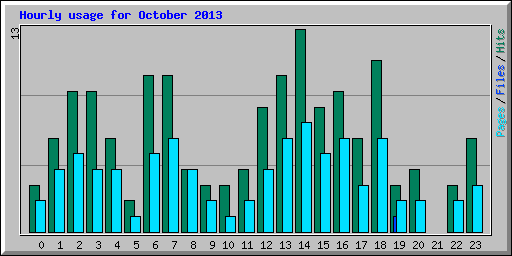 Hourly usage for October 2013
13
Pages/Files/Hits
0 1 2 3 4 5 6 7 8 9 10 11 12 13 14 15 16 17 18 19 20 21 22 23